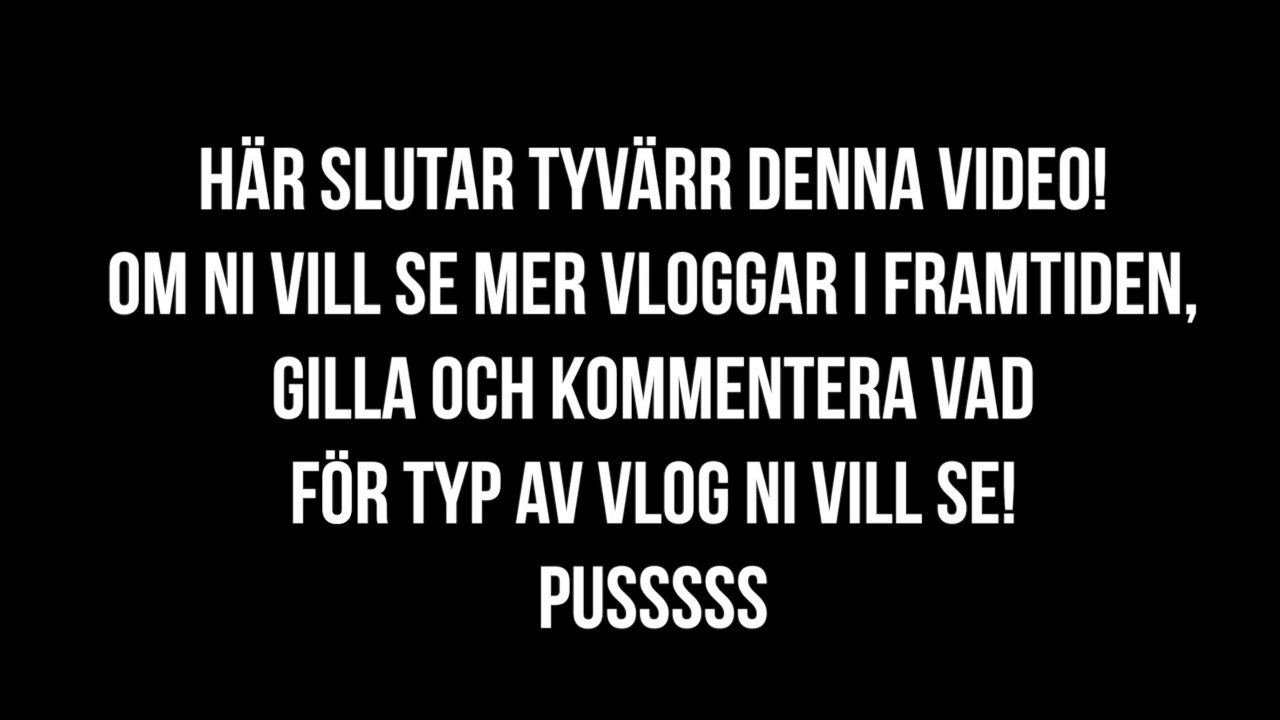 HÄR SLUTAR TYVÄRR DENNA VIDEO!
OM NI VILL SE MER VLOGGAR I FRAMTIDEN,
GILLA OCH KOMMENTERA VAD
FÖR TYP AV VLOG NI VILL SE!
PUSSSSS